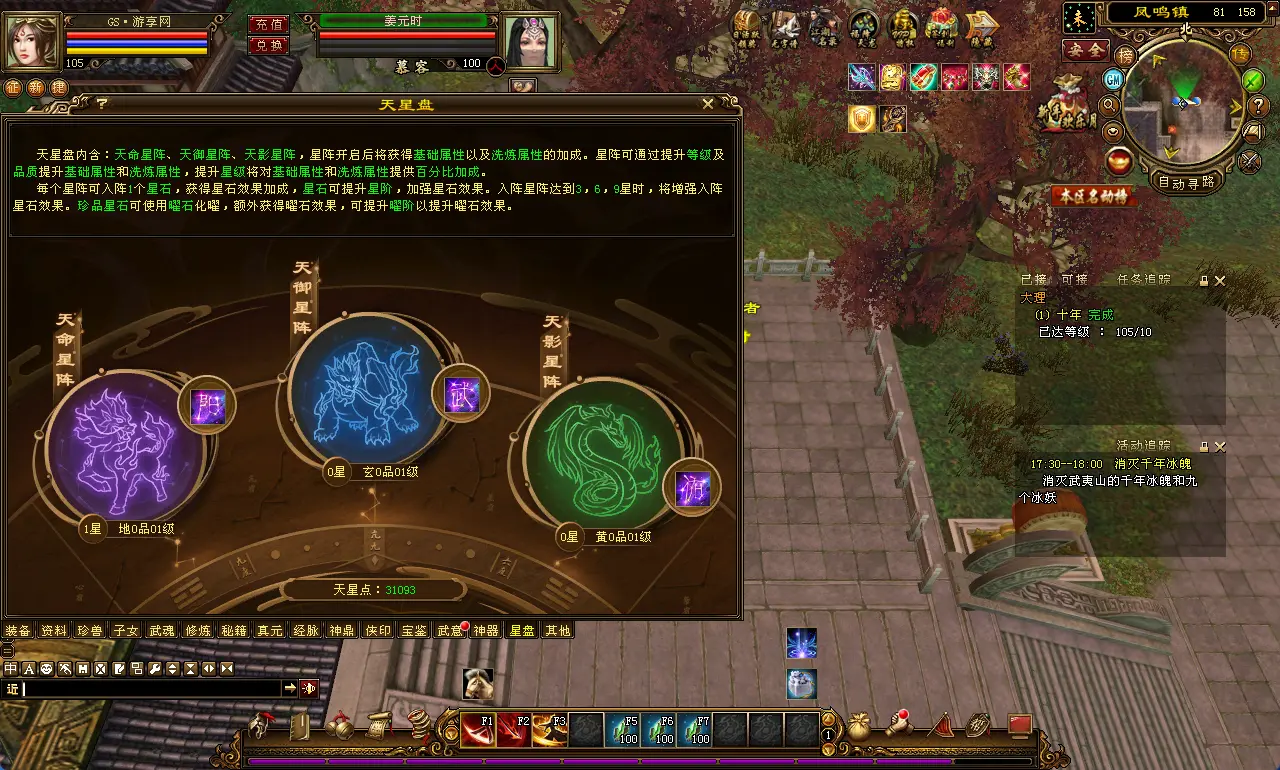 GS·游享网
充值
兑换
姜元时
慕容
105
100
征
新
捷
凤鸣镇 81 158
北
安全
榜
传
GM
自动寻路
本区名动榜
? 天星盘
天星盘内含：天命星阵、天御星阵、天影星阵，星阵开启后将获得基础属性以及洗炼属性的加成。星阵可通过提升等级及
品质提升基础属性和洗炼属性，提升星级将对基础属性和洗炼属性提供百分比加成。
每个星阵可入阵1个星石，获得星石效果加成，星石可提升星阶，加强星石效果。入阵星阵达到3，6，9星时，将增强入阵
星石效果。珍品星石可使用曜石化曜，额外获得曜石效果，可提升曜阶以提升曜石效果。
天命星阵
阳
1星 地0品01级
天御星阵
武
0星 玄0品01级
天影星阵
0星 黄0品01级
天星点：31093
者
已接 可接 任务追踪
大理
(1) 十年 完成
已达等级 ： 105/10
活动追踪
17:30--18:00 消灭千年冰魄
消灭武夷山的千年冰魄和九
个冰妖
装备 资料 珍兽 子女 武魂 修炼 秘籍 真元 经脉 神鼎 侠印 宝鉴 武意 神器 星盘 其他
中 A
近
F1 F2 F3 F5 F6 F7
100 100 100
1